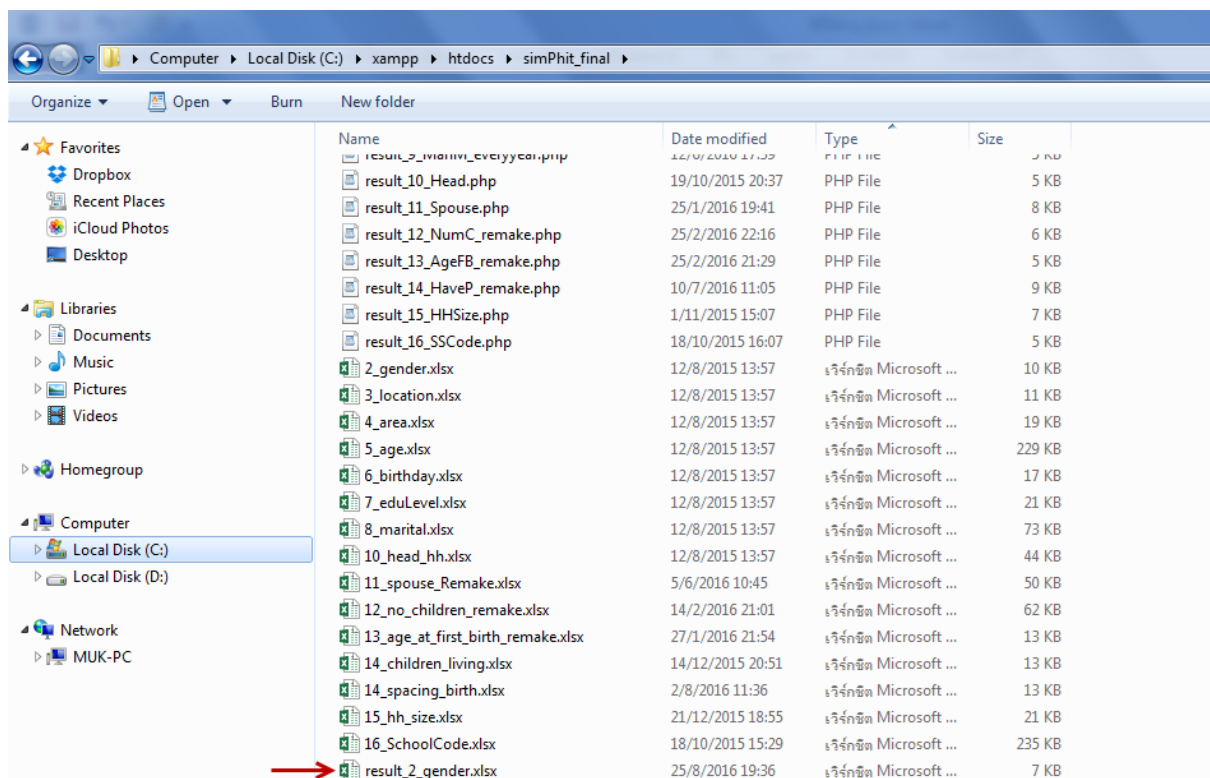 Computer Local Disk (C:) xampp htdocs simPhit_final
Organize Open Burn New folder
Favorites
Dropbox
Recent Places
iCloud Photos
Desktop
Libraries
Documents
Music
Pictures
Videos
Homegroup
Computer
Local Disk (C:)
Local Disk (D:)
Network
MUK-PC
Name Date modified Type Size
result_9_MariM_everyyear.php 12/6/2016 17:39 PHP File 5 KB
result_10_Head.php 19/10/2015 20:37 PHP File 5 KB
result_11_Spouse.php 25/1/2016 19:41 PHP File 8 KB
result_12_NumC_remake.php 25/2/2016 22:16 PHP File 6 KB
result_13_AgeFB_remake.php 25/2/2016 21:29 PHP File 5 KB
result_14_HaveP_remake.php 10/7/2016 11:05 PHP File 9 KB
result_15_HHSize.php 1/11/2015 15:07 PHP File 7 KB
result_16_SSCode.php 18/10/2015 16:07 PHP File 5 KB
2_gender.xlsx 12/8/2015 13:57 เวิร์กชีต Microsoft ... 10 KB
3_location.xlsx 12/8/2015 13:57 เวิร์กชีต Microsoft ... 11 KB
4_area.xlsx 12/8/2015 13:57 เวิร์กชีต Microsoft ... 19 KB
5_age.xlsx 12/8/2015 13:57 เวิร์กชีต Microsoft ... 229 KB
6_birthday.xlsx 12/8/2015 13:57 เวิร์กชีต Microsoft ... 17 KB
7_eduLevel.xlsx 12/8/2015 13:57 เวิร์กชีต Microsoft ... 21 KB
8_marital.xlsx 12/8/2015 13:57 เวิร์กชีต Microsoft ... 73 KB
10_head_hh.xlsx 12/8/2015 13:57 เวิร์กชีต Microsoft ... 44 KB
11_spouse_Remake.xlsx 5/6/2016 10:45 เวิร์กชีต Microsoft ... 50 KB
12_no_children_remake.xlsx 14/2/2016 21:01 เวิร์กชีต Microsoft ... 62 KB
13_age_at_first_birth_remake.xlsx 27/1/2016 21:54 เวิร์กชีต Microsoft ... 13 KB
14_children_living.xlsx 14/12/2015 20:51 เวิร์กชีต Microsoft ... 13 KB
14_spacing_birth.xlsx 2/8/2016 11:36 เวิร์กชีต Microsoft ... 13 KB
15_hh_size.xlsx 21/12/2015 18:55 เวิร์กชีต Microsoft ... 21 KB
16_SchoolCode.xlsx 18/10/2015 15:29 เวิร์กชีต Microsoft ... 235 KB
result_2_gender.xlsx 25/8/2016 19:36 เวิร์กชีต Microsoft ... 7 KB